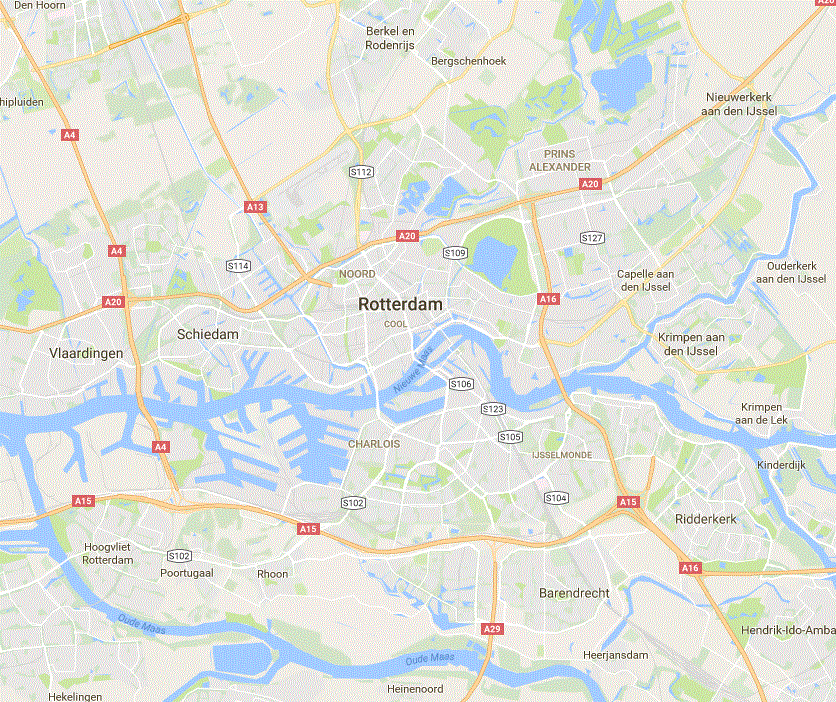 Den Hoorn
A20
Berkel en
Rodenrijs
Bergschenhoek
hipluiden
Nieuwerkerk
aan den IJssel
A4
PRINS
ALEXANDER
S112
A20
A13
A20
S127
A4
S109
S114
NOORD
Capelle aan
den IJssel
Ouderkerk
aan den IJssel
A20
Rotterdam
A16
COOL
Schiedam
Krimpen aan
den IJssel
Vlaardingen
Nieuwe Maas
S106
S123
Krimpen
aan de Lek
S105
CHARLOIS
A4
IJSSELMONDE
Kinderdijk
A15
S102
S104
A15
Ridderkerk
A15
Hoogvliet
Rotterdam
S102
Poortugaal
Rhoon
A16
Barendrecht
Oude Maas
A29
Hendrik-Ido-Amba
Oude Maas
Heerjansdam
Heinenoord
Hekelingen